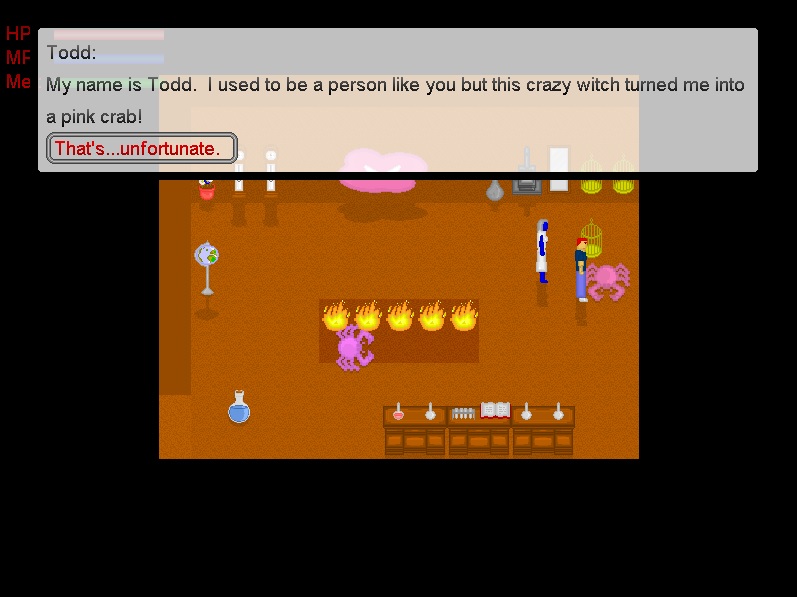 HP
MP
Me
Todd:
My name is Todd.  I used to be a person like you but this crazy witch turned me into
a pink crab!
That's...unfortunate.